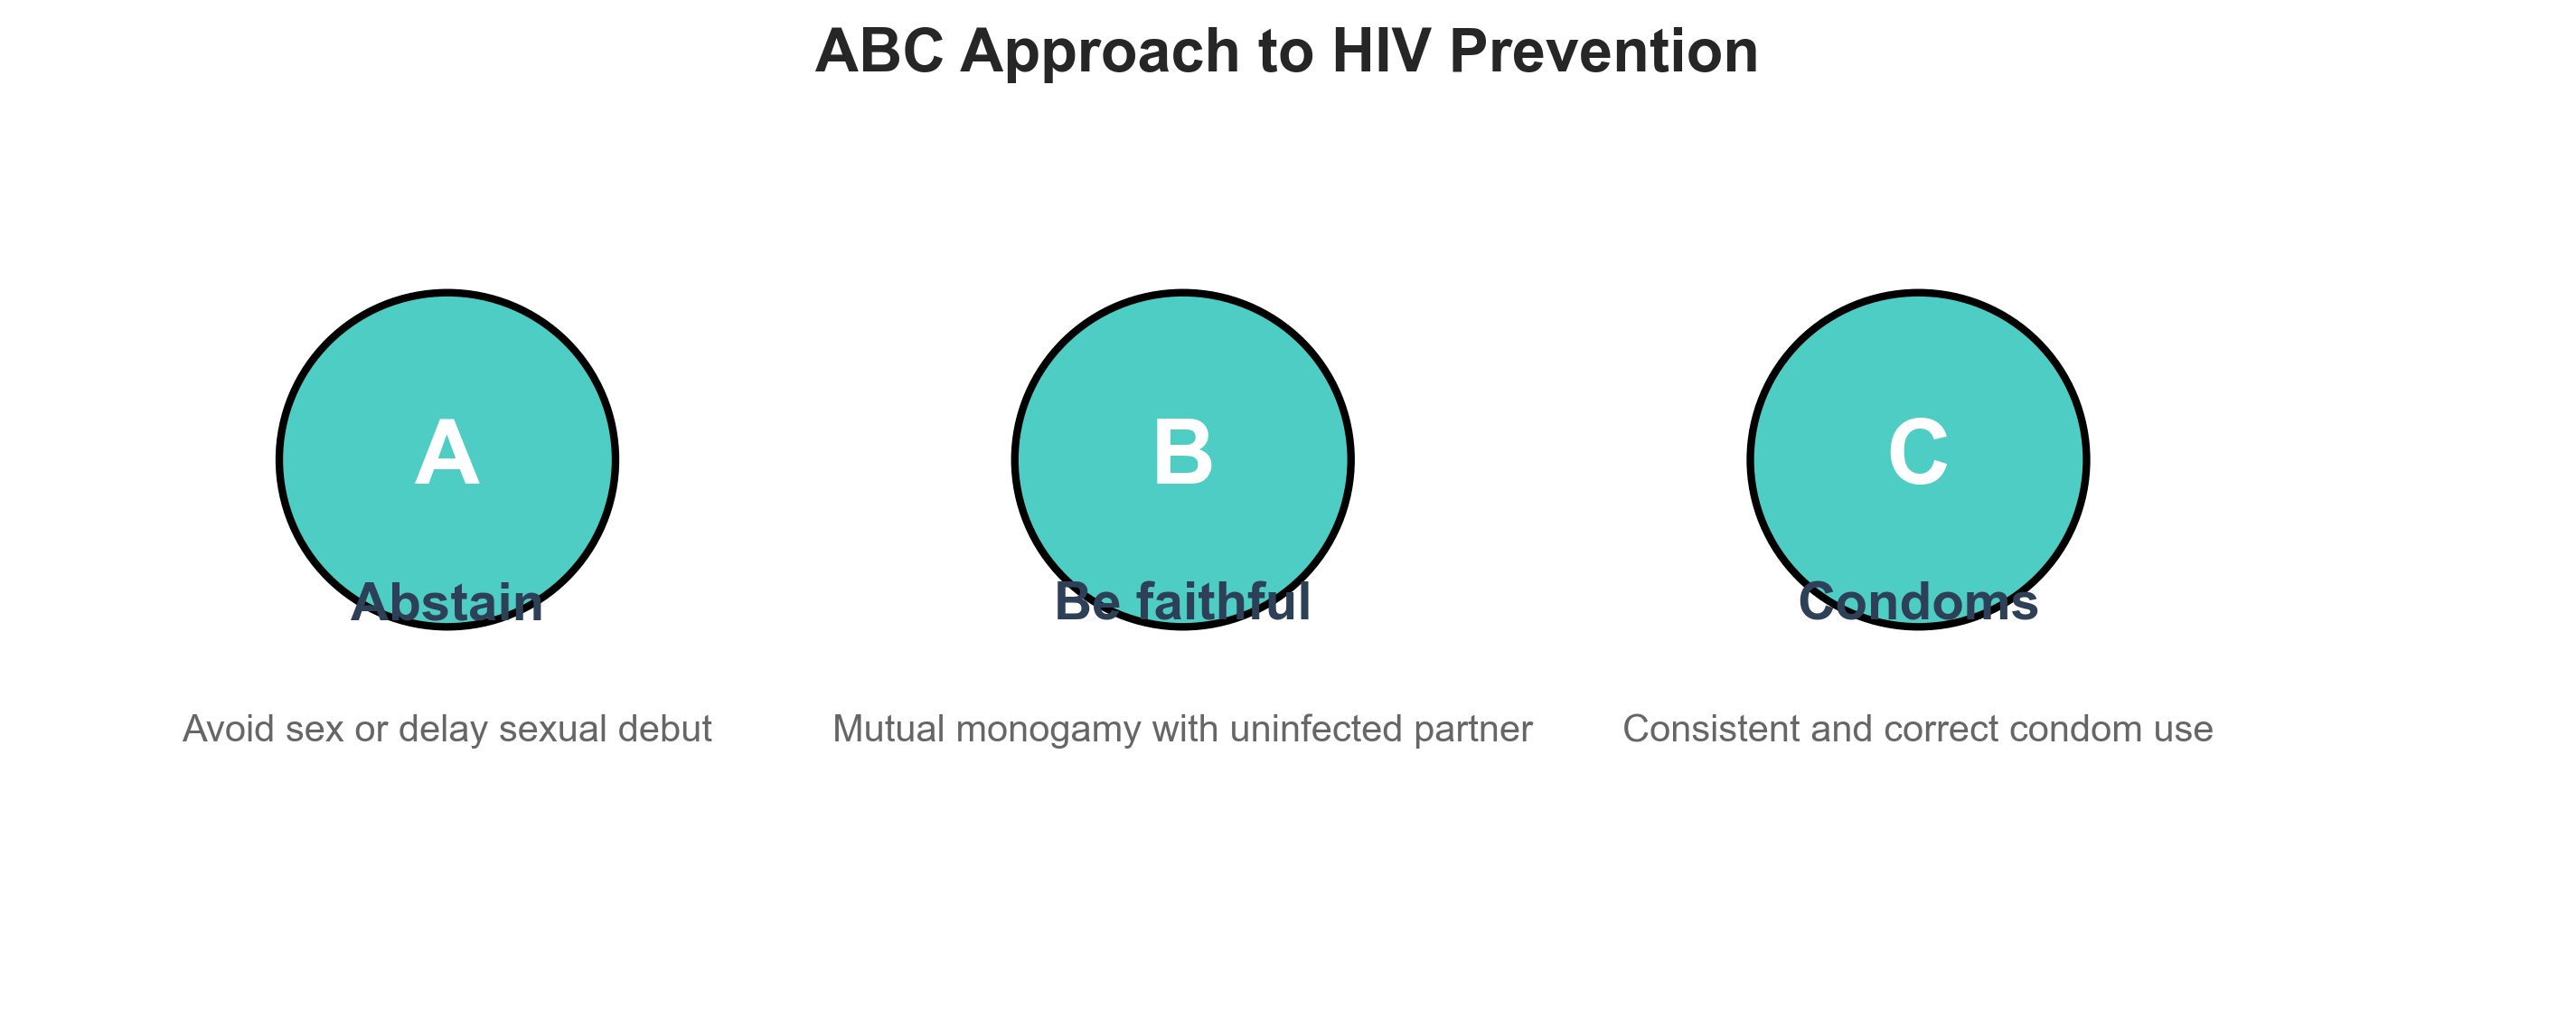 ABC Approach to HIV Prevention
A
B
C
Abstain
Be faithful
Condoms
Avoid sex or delay sexual debut
Mutual monogamy with uninfected partner
Consistent and correct condom use